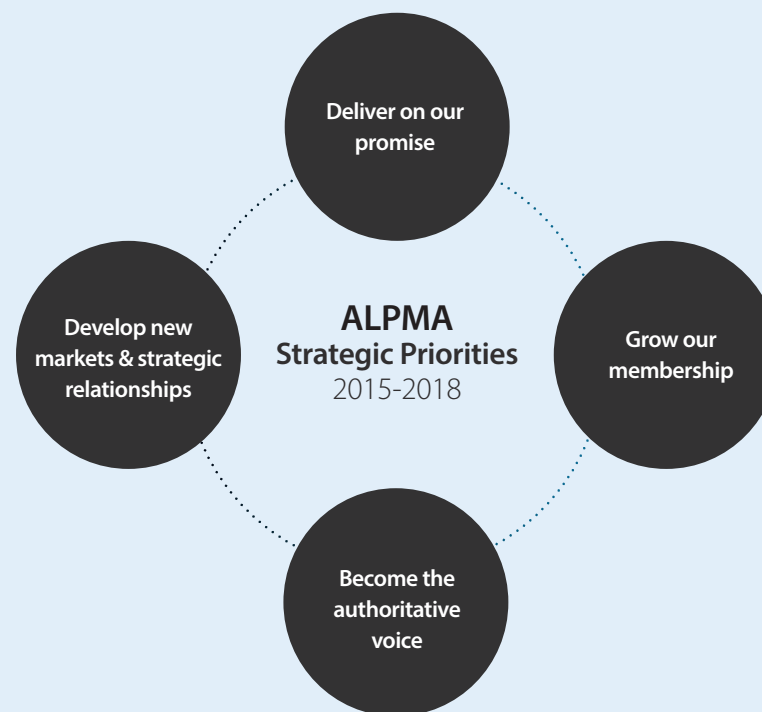 Deliver on our
promise
Develop new
markets & strategic
relationships
ALPMA
Strategic Priorities
2015-2018
Grow our
membership
Become the
authoritative
voice